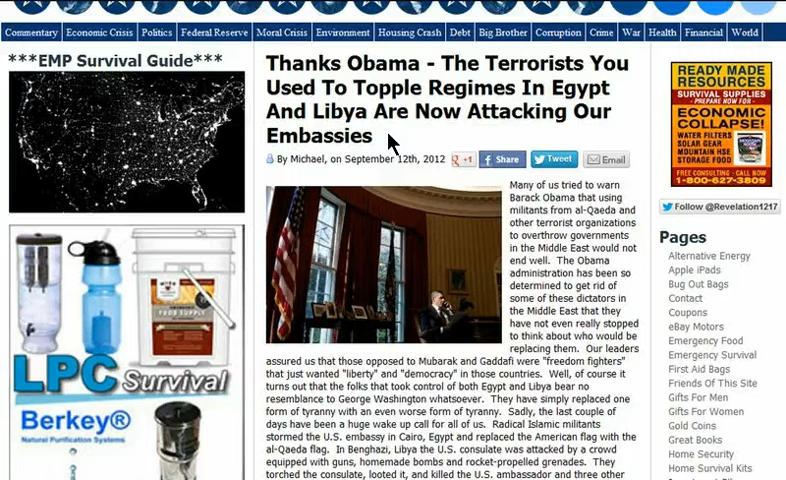 Commentary Economic Crisis Politics Federal Reserve Moral Crisis Environment Housing Crash Debt Big Brother Corruption Crime War Health Financial World
***EMP Survival Guide***
LPC Survival
Berkey®
Natural Purification Systems
Thanks Obama - The Terrorists You
Used To Topple Regimes In Egypt
And Libya Are Now Attacking Our
Embassies
By Michael, on September 12th, 2012
+1
Share
Tweet
Email
Many of us tried to warn
Barack Obama that using
militants from al-Qaeda and
other terrorist organizations
to overthrow governments
in the Middle East would not
end well. The Obama
administration has been so
determined to get rid of
some of these dictators in
the Middle East that they
have not even really stopped
to think about who would be
replacing them. Our leaders
assured us that those opposed to Mubarak and Gaddafi were "freedom fighters"
that just wanted "liberty" and "democracy" in those countries. Well, of course it
turns out that the folks that took control of both Egypt and Libya bear no
resemblance to George Washington whatsoever. They have simply replaced one
form of tyranny with an even worse form of tyranny. Sadly, the last couple of
days have been a huge wake up call for all of us. Radical Islamic militants
stormed the U.S. embassy in Cairo, Egypt and replaced the American flag with the
al-Qaeda flag. In Benghazi, Libya the U.S. consulate was attacked by a crowd
equipped with guns, homemade bombs and rocket-propelled grenades. They
torched the consulate, looted it, and killed the U.S. ambassador and three other
READY MADE
RESOURCES
SURVIVAL SUPPLIES
- PREPARE NOW FOR -
ECONOMIC
COLLAPSE!
WATER FILTERS
SOLAR GEAR
MOUNTAIN HSE
STORAGE FOOD
FREE CONSULTING - CALL NOW
1-800-627-3809
Follow @Revelation1217
Pages
Alternative Energy
Apple iPads
Bug Out Bags
Contact
Coupons
eBay Motors
Emergency Food
Emergency Survival
First Aid Bags
Friends Of This Site
Gifts For Men
Gifts For Women
Gold Coins
Great Books
Home Security
Home Survival Kits